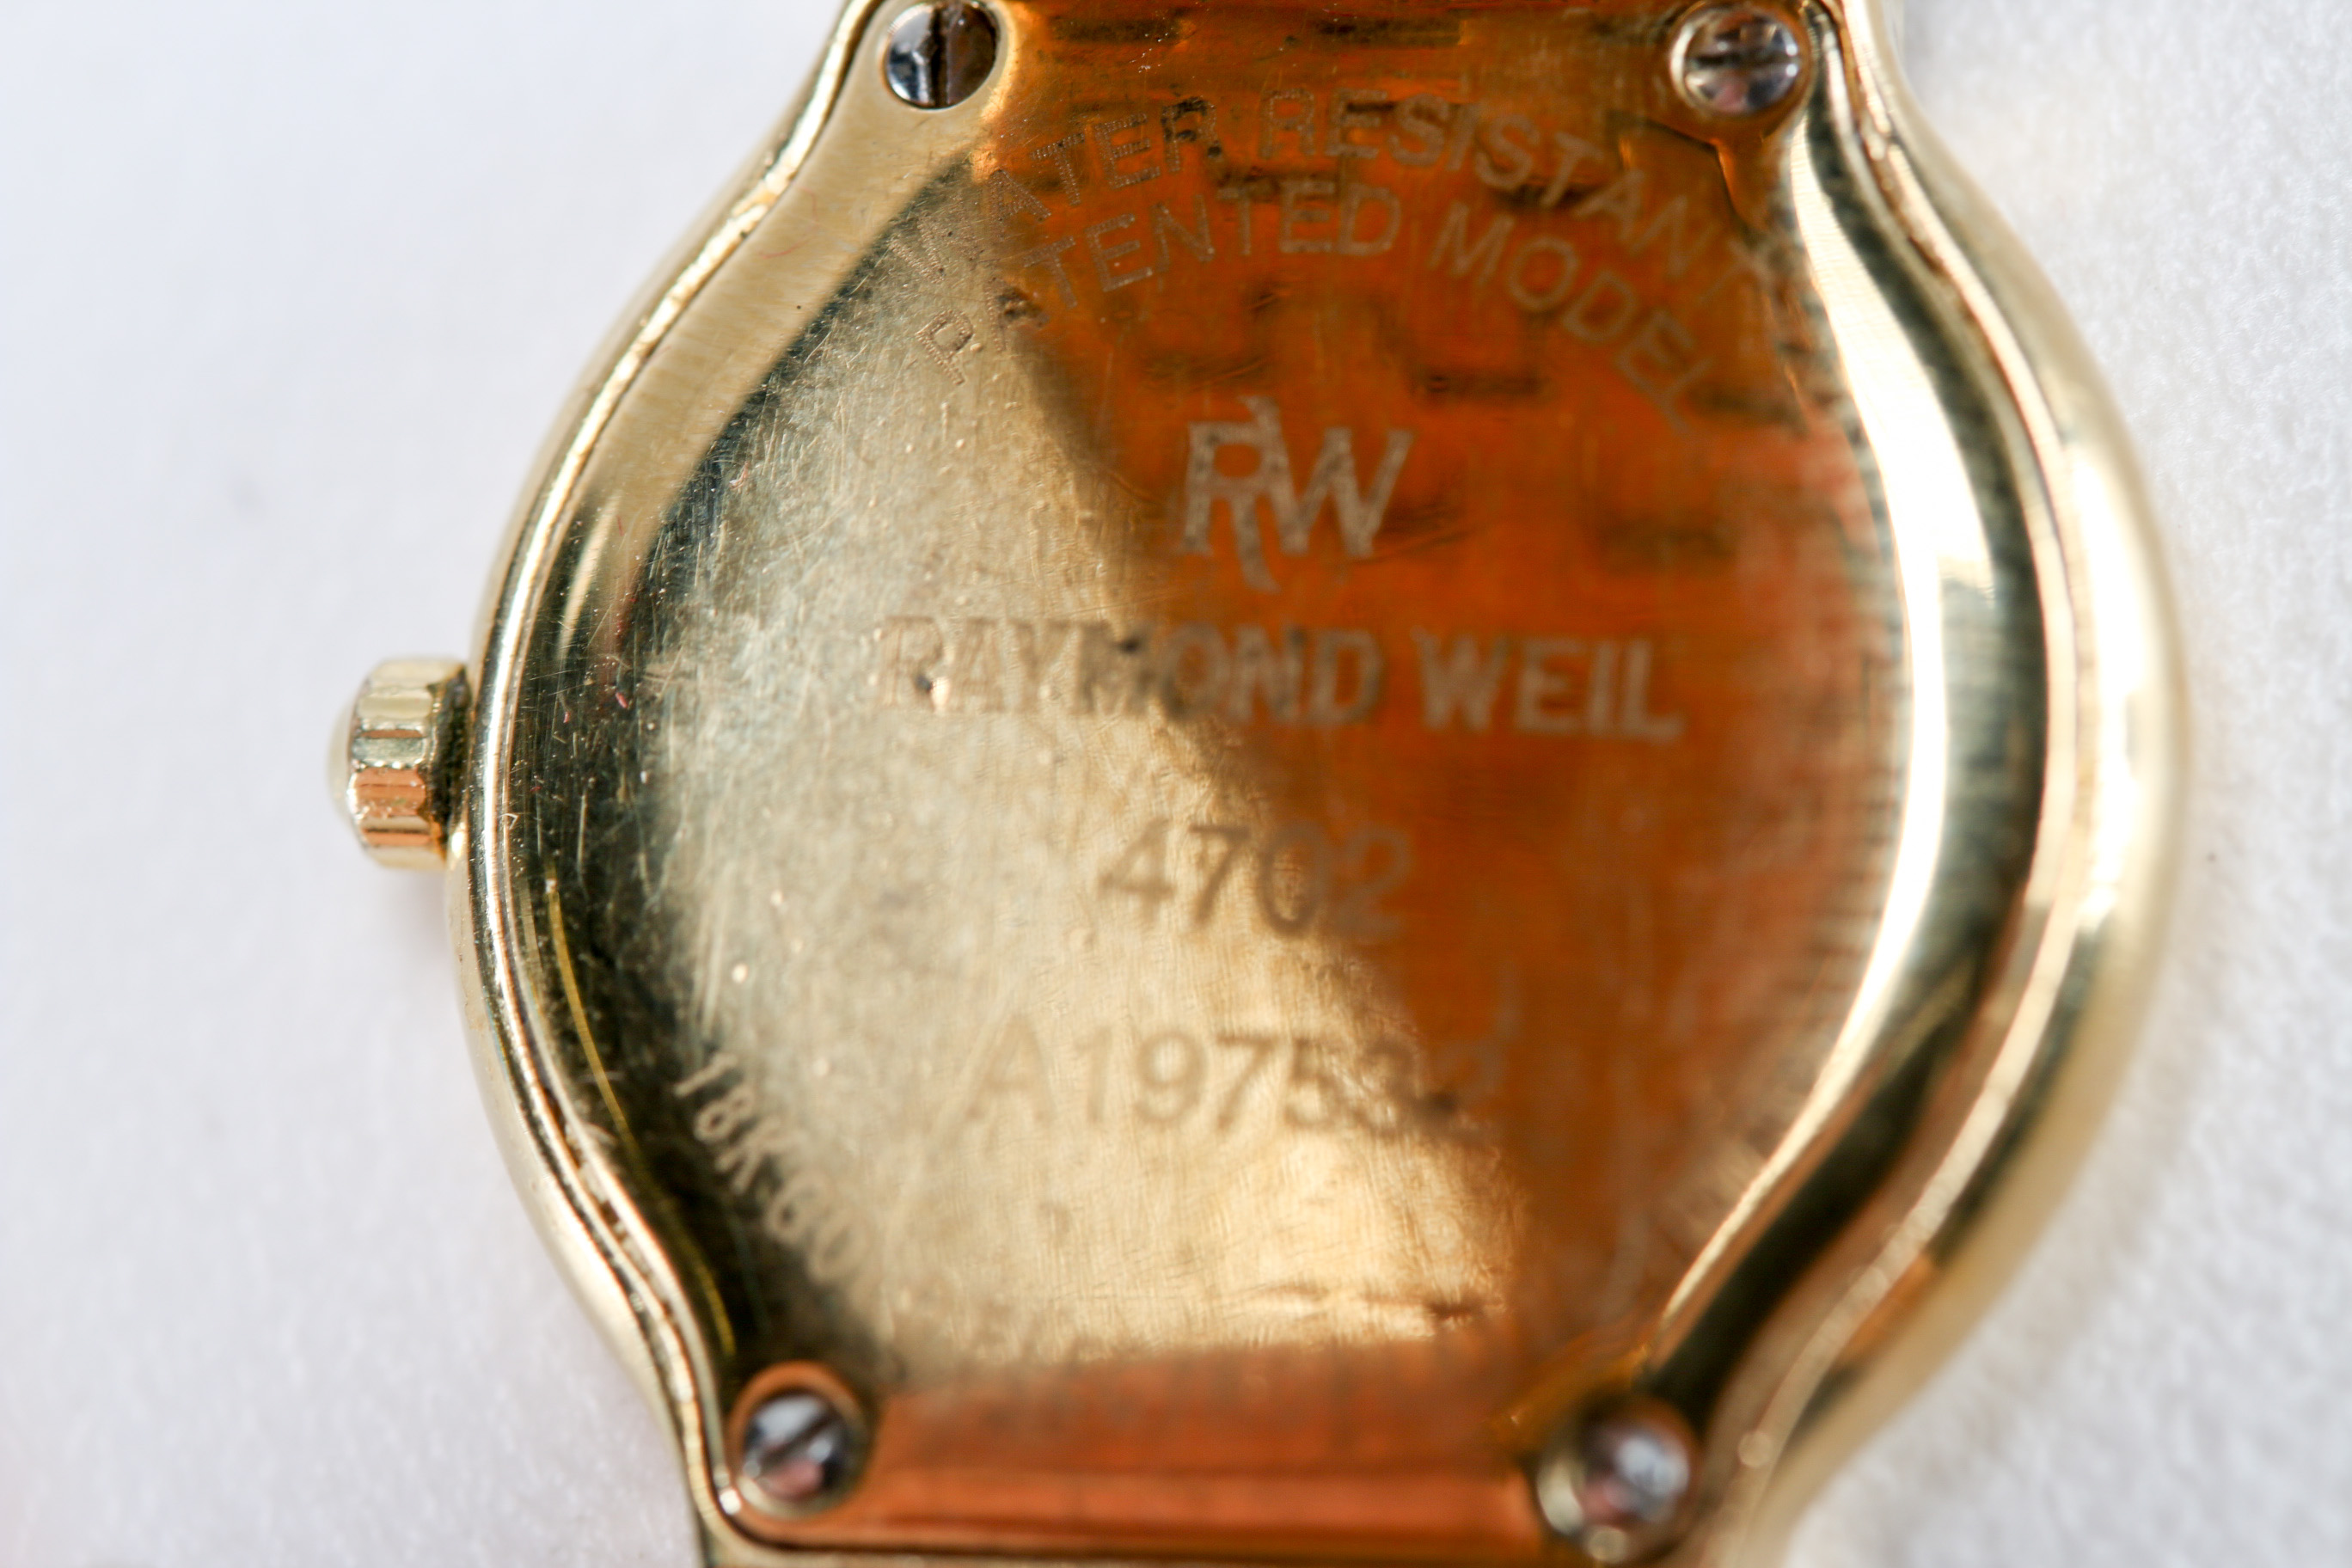 WATER RESISTANT
PATENTED MODEL
RW
RAYMOND WEIL
4702